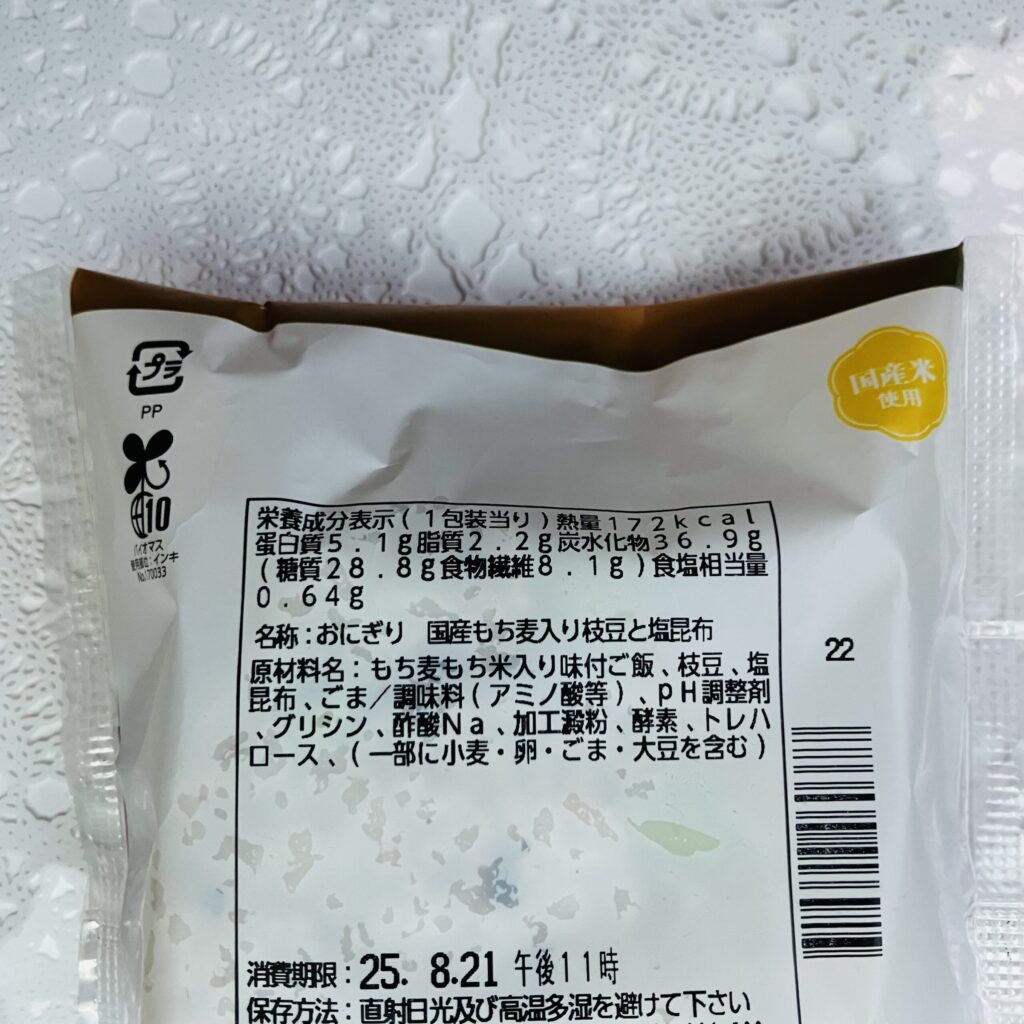 プラ
PP
国産米
使用
10
バイオマス
No.170033
栄養成分表示(1包装当り)熱量172kcal
蛋白質5.1g脂質2.2g炭水化物36.9g
(糖質28.8g食物繊維8.1g)食塩相当量
0.64g
名称:おにぎり 国産もち麦入り枝豆と塩昆布
原材料名:もち麦もち米入り味付ご飯、枝豆、塩
昆布、ごま/調味料(アミノ酸等)、pH調整剤
、グリシン、酢酸Na、加工澱粉、酵素、トレハ
ロース、(一部に小麦・卵・ごま・大豆を含む)
22
消費期限:25. 8.21 午後11時
保存方法:直射日光及び高温多湿を避けて下さい